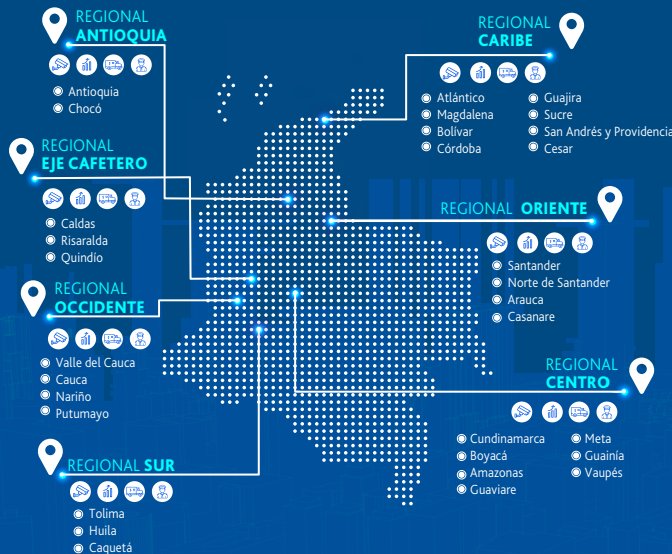 REGIONAL
ANTIOQUIA
Antioquia
Chocó
REGIONAL
CARIBE
Atlántico
Magdalena
Bolívar
Córdoba
Guajira
Sucre
San Andrés y Providencia
Cesar
REGIONAL
EJE CAFETERO
Caldas
Risaralda
Quindío
REGIONAL ORIENTE
Santander
Norte de Santander
Arauca
Casanare
REGIONAL
OCCIDENTE
Valle del Cauca
Cauca
Nariño
Putumayo
REGIONAL
CENTRO
Cundinamarca
Boyacá
Amazonas
Guaviare
Meta
Guainía
Vaupés
REGIONAL SUR
Tolima
Huila
Caquetá